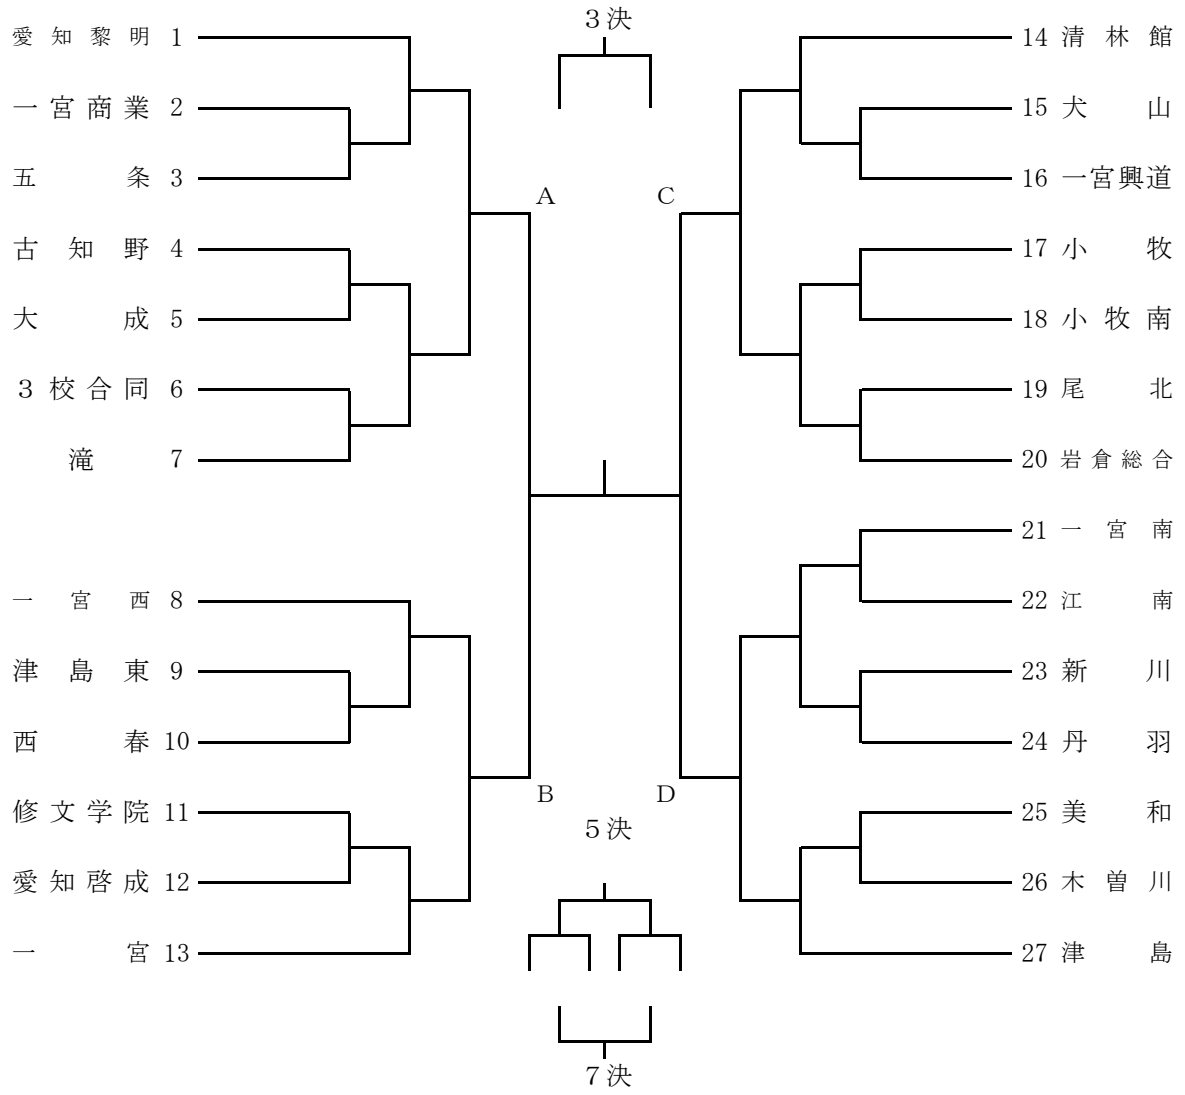 3決
愛知黎明 1
一宮商業 2
五条 3
古知野 4
大成 5
3校合同 6
滝 7
一宮西 8
津島東 9
西春 10
修文学院 11
愛知啓成 12
一宮 13
A
C
B
D
5決
7決
14 清林館
15 犬山
16 一宮興道
17 小牧
18 小牧南
19 尾北
20 岩倉総合
21 一宮南
22 江南
23 新川
24 丹羽
25 美和
26 木曽川
27 津島